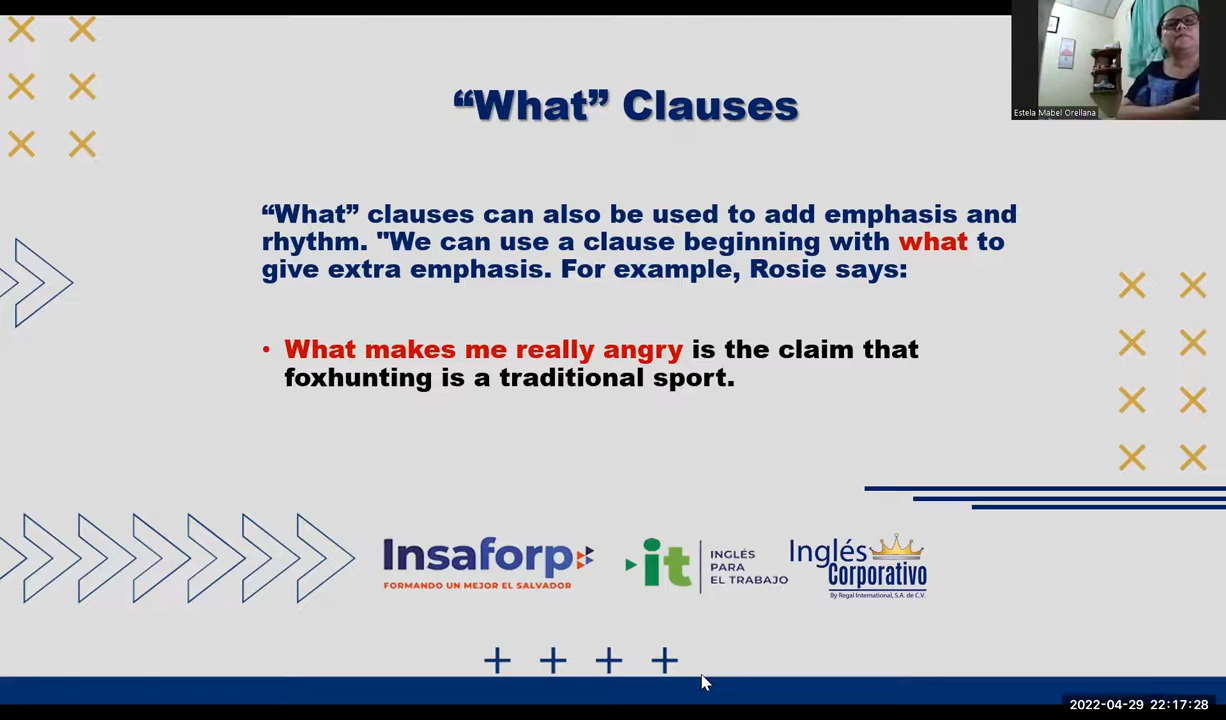 Estela Mabel Orellana
“What” Clauses
“What” clauses can also be used to add emphasis and
rhythm. "We can use a clause beginning with what to
give extra emphasis. For example, Rosie says:
• What makes me really angry is the claim that
foxhunting is a traditional sport.
Insaforp
FORMANDO UN MEJOR EL SALVADOR
it
INGLÉS
PARA
EL TRABAJO
Inglés
Corporativo
By Regal International, S.A. de C.V.
2022-04-29 22:17:28